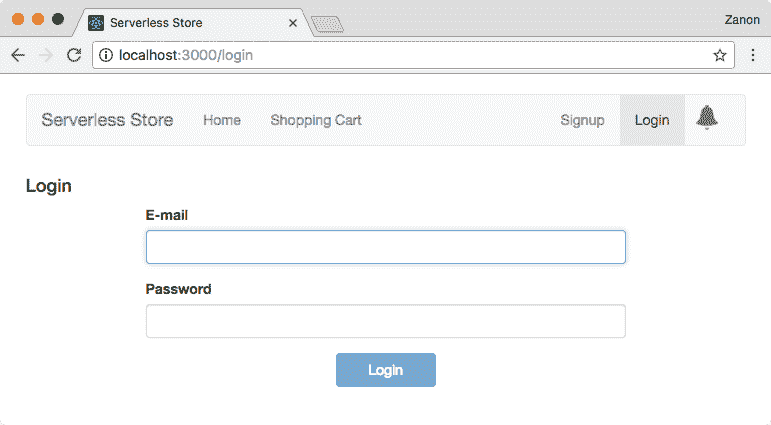 Serverless Store
Zanon
localhost:3000/login
Serverless Store Home Shopping Cart Signup Login
Login
E-mail
Password
Login